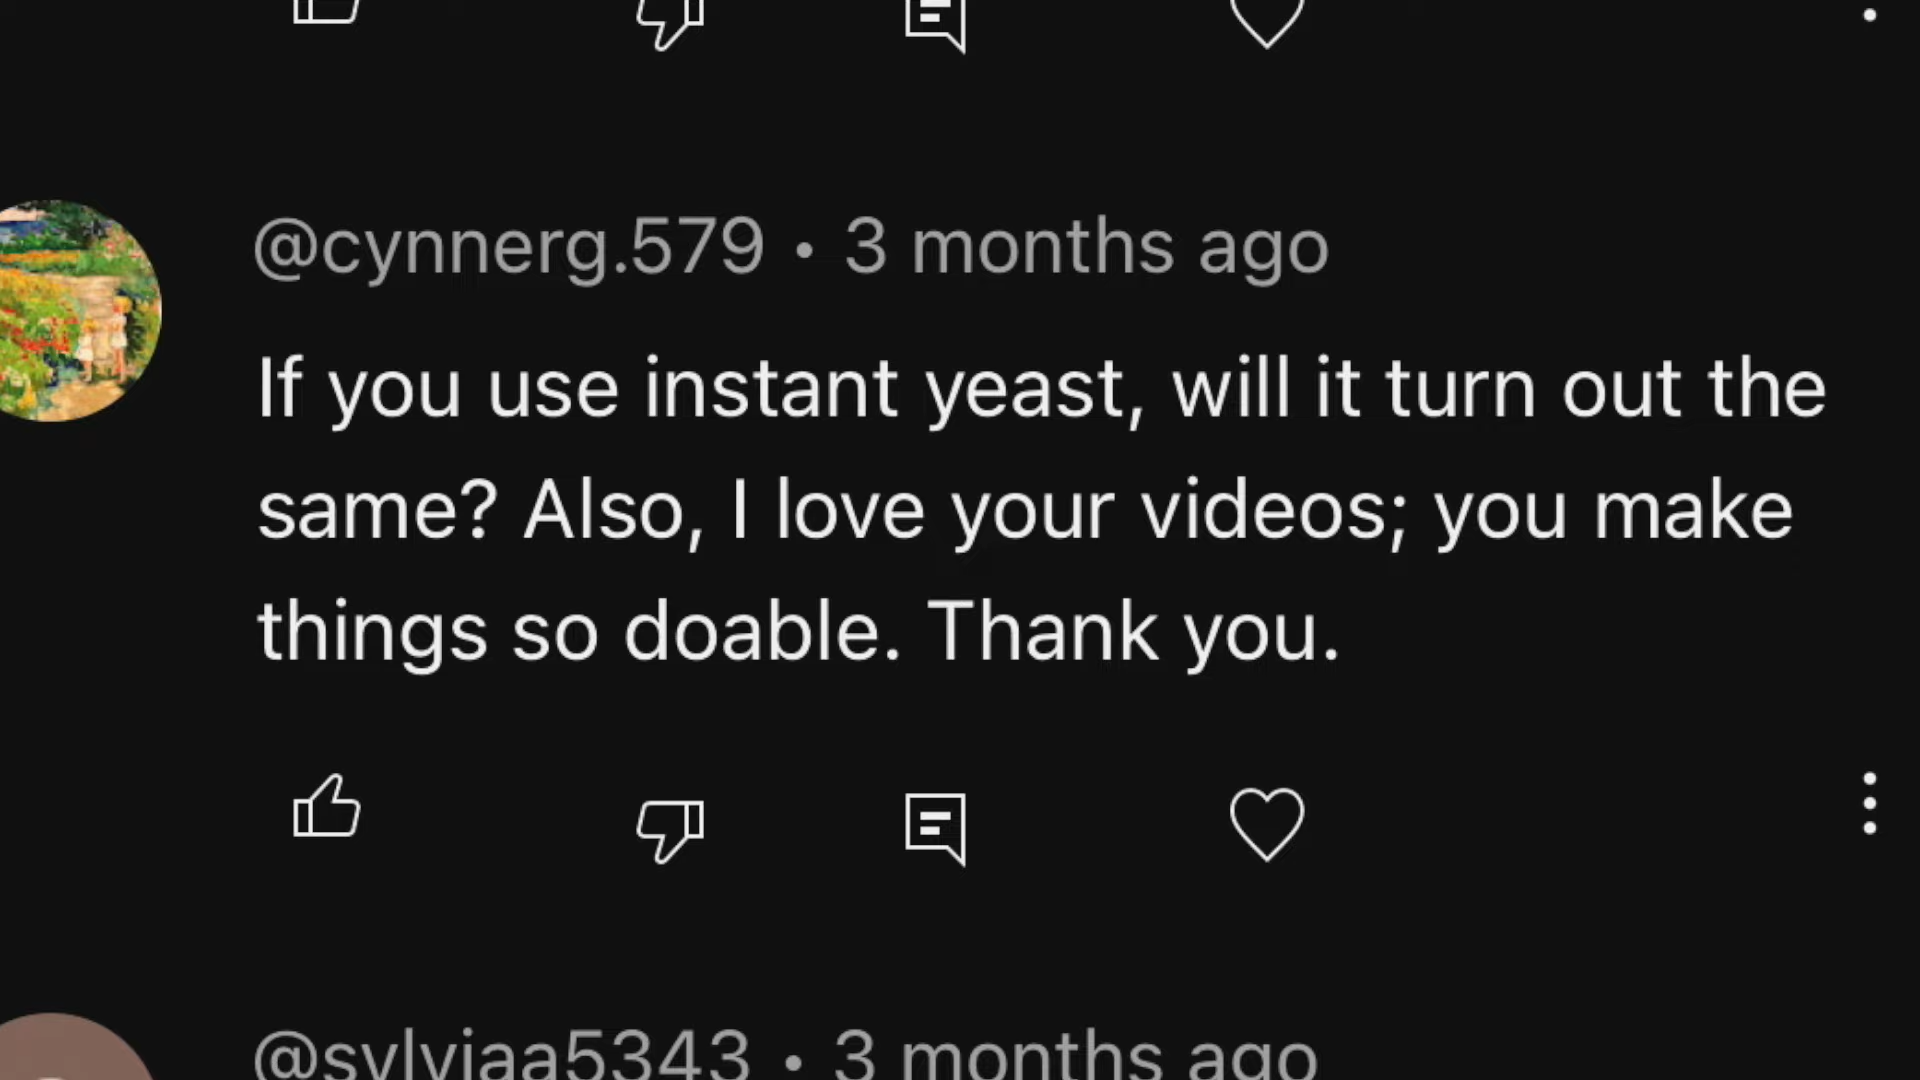 @cynnerg.579 • 3 months ago
If you use instant yeast, will it turn out the
same? Also, I love your videos; you make
things so doable. Thank you.
@sylviaa5343 • 3 months ago